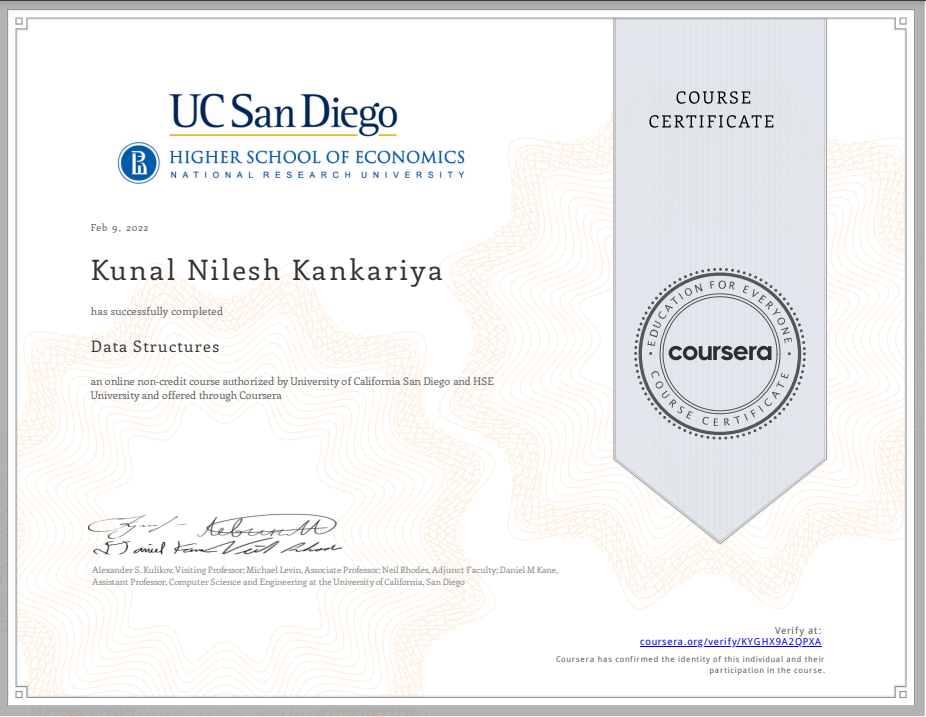 UC San Diego
HIGHER SCHOOL OF ECONOMICS
NATIONAL RESEARCH UNIVERSITY
COURSE
CERTIFICATE
Feb 9, 2022
Kunal Nilesh Kankariya
has successfully completed
Data Structures
an online non-credit course authorized by University of California San Diego and HSE
University and offered through Coursera
EDUCATION FOR EVERYONE
coursera
COURSE CERTIFICATE
Alexander S. Kulikov, Visiting Professor; Michael Levin, Associate Professor; Neil Rhodes, Adjunct Faculty; Daniel M Kane,
Assistant Professor, Computer Science and Engineering at the University of California, San Diego
Verify at:
coursera.org/verify/KYGHX9A2QPXA
Coursera has confirmed the identity of this individual and their
participation in the course.